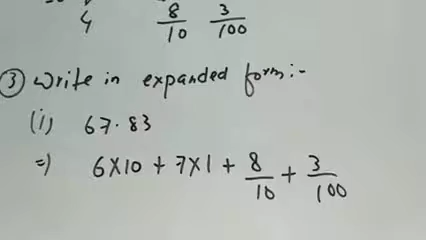 4 8/10 3/100
③ Write in expanded form:-
(i) 67.83
=) 6×10 + 7×1 + 8/10 + 3/100